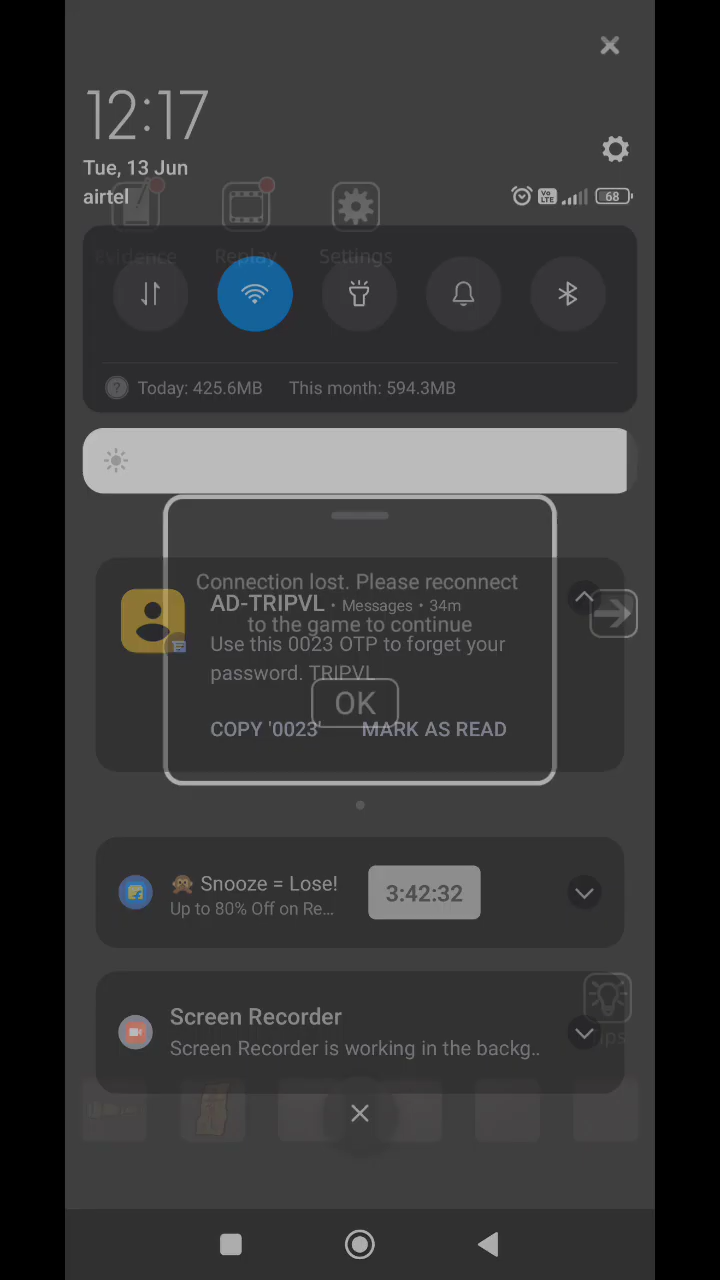 12:17
Tue, 13 Jun
airtel
Vo LTE
68
Evidence
Replay
Settings
Today: 425.6MB This month: 594.3MB
Connection lost. Please reconnect
to the game to continue
OK
AD-TRIPVL • Messages • 34m
Use this 0023 OTP to forget your
password. TRIPVL
COPY '0023' MARK AS READ
🙊 Snooze = Lose!
Up to 80% Off on Re...
3:42:32
Screen Recorder
Screen Recorder is working in the backg..